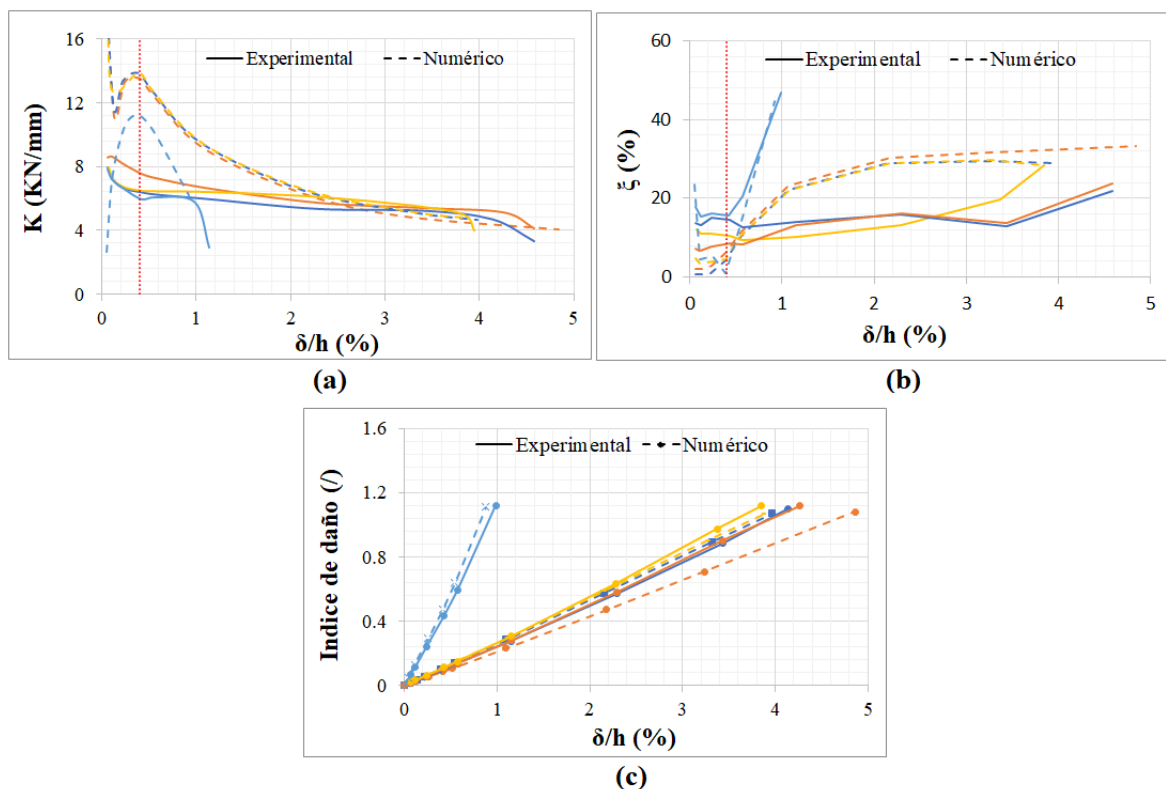 16
12
8
4
0
K (KN/mm)
Experimental
Numérico
0 1 2 3 4 5
δ/h (%)
(a)
60
40
20
0
ξ (%)
Experimental
Numérico
0 1 2 3 4 5
δ/h (%)
(b)
1.6
1.2
0.8
0.4
0
Indice de daño (/)
Experimental
Numérico
0 1 2 3 4 5
δ/h (%)
(c)